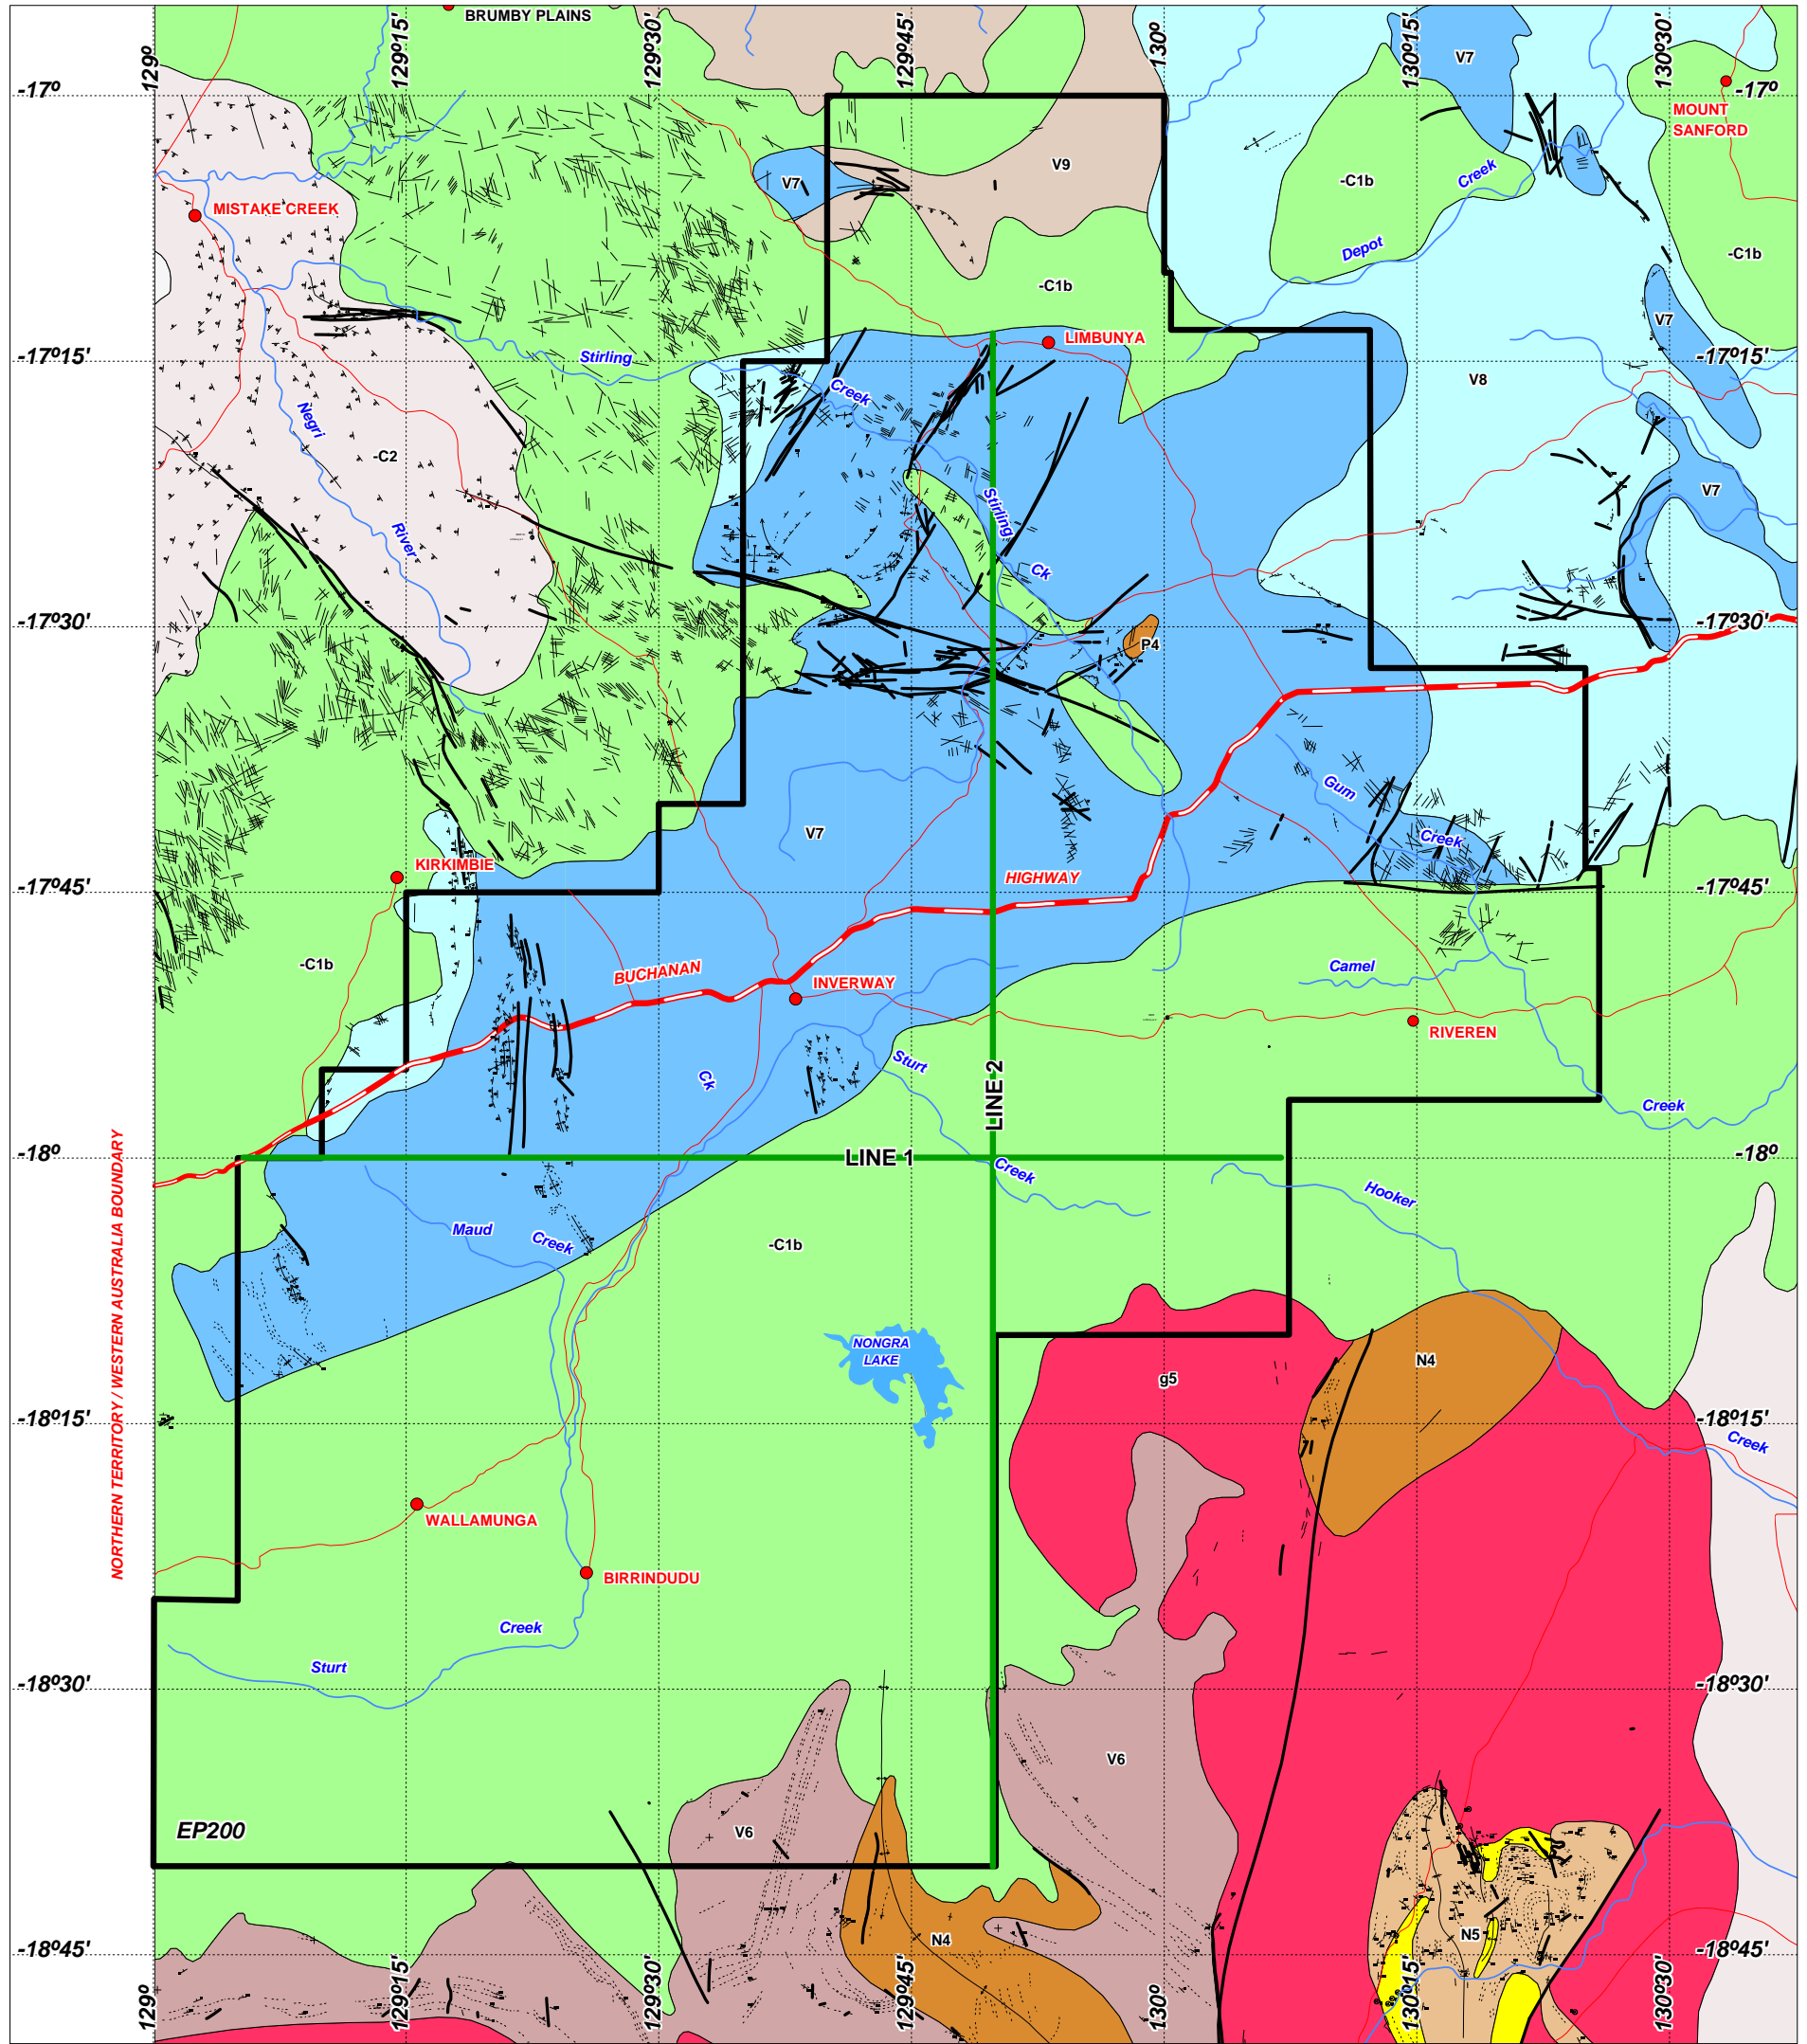 BRUMBY PLAINS
129º
129º15'
129º30'
129º45'
130º
130º15'
130º30'
V7
-17º
-17º
MOUNT
SANFORD
V9
V7
-C1b
Creek
MISTAKE CREEK
Depot
-C1b
-C1b
V7
LIMBUNYA
-17º15'
Stirling
-17º15'
V8
Creek
Negri
-C2
Stirling
V7
River
Ck
-17º30'
-17º30'
P4
Gum
V7
Creek
KIRKIMBIE
HIGHWAY
-17º45'
-17º45'
-C1b
BUCHANAN
Camel
INVERWAY
RIVEREN
Sturt
Ck
LINE 2
Creek
NORTHERN TERRITORY / WESTERN AUSTRALIA BOUNDARY
-18º
LINE 1
-18º
Creek
Hooker
Maud
Creek
-C1b
NONGRA
LAKE
N4
g5
-18º15'
-18º15'
Creek
WALLAMUNGA
BIRRINDUDU
Creek
Sturt
-18º30'
-18º30'
V6
EP200
V6
N4
N5
-18º45'
-18º45'
129º
129º15'
129º30'
129º45'
130º
130º15'
130º30'